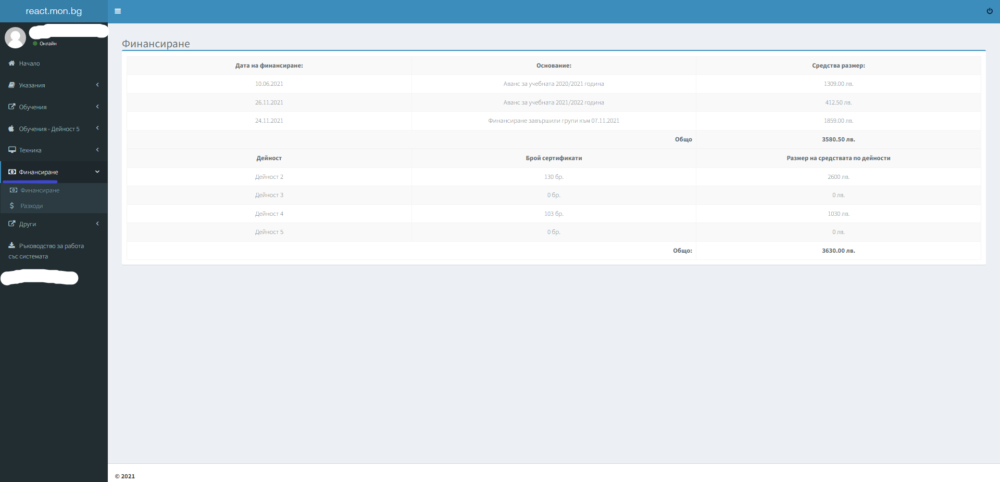 react.mon.bg
Онлайн
Начало
Указания
Обучения
Обучения - Дейност 5
Техника
Финансиране
Финансиране
Разходи
Други
Ръководство за работа
със системата
Финансиране
Дата на финансиране: Основание: Средства размер:
10.06.2021 Аванс за учебната 2020/2021 година 1309.00 лв.
26.11.2021 Аванс за учебната 2021/2022 година 412.50 лв.
24.11.2021 Финансиране завършили групи към 07.11.2021 1859.00 лв.
Общо 3580.50 лв.
Дейност Брой сертификати Размер на средствата по дейности
Дейност 2 130 бр. 2600 лв.
Дейност 3 0 бр. 0 лв.
Дейност 4 103 бр. 1030 лв.
Дейност 5 0 бр. 0 лв.
Общо: 3630.00 лв.
© 2021